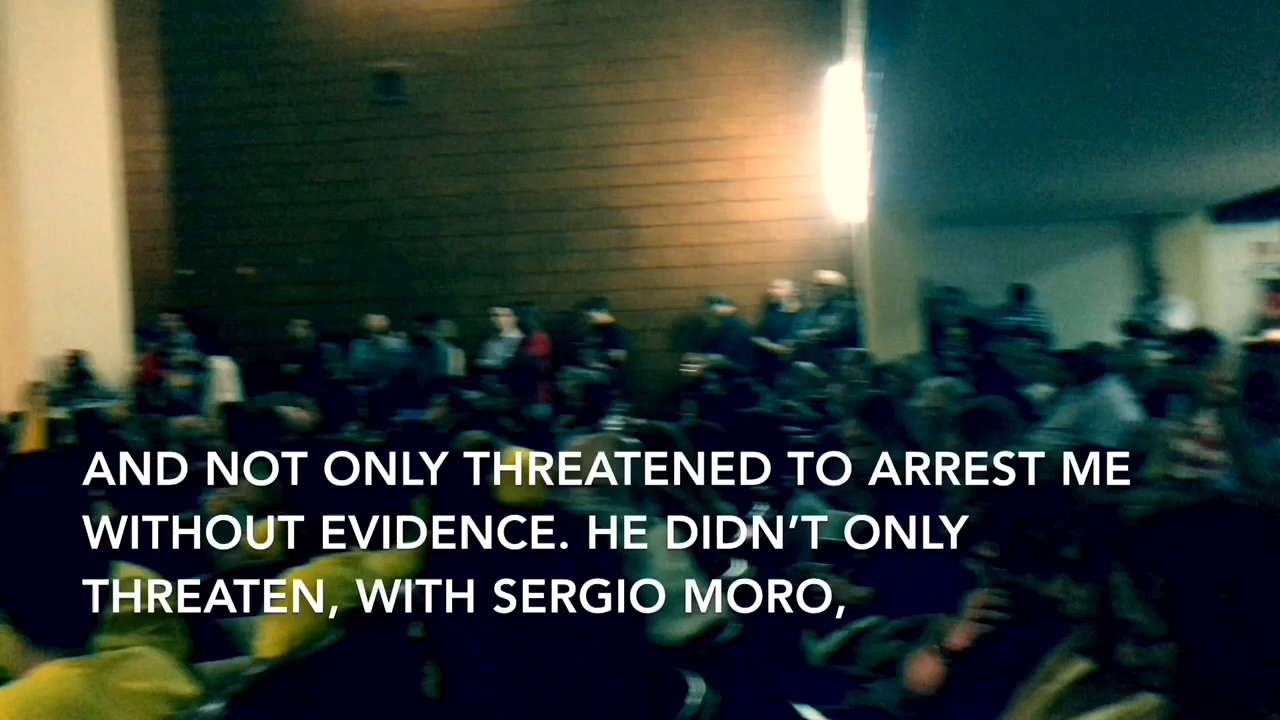 AND NOT ONLY THREATENED TO ARREST ME
WITHOUT EVIDENCE. HE DIDN’T ONLY
THREATEN, WITH SERGIO MORO,